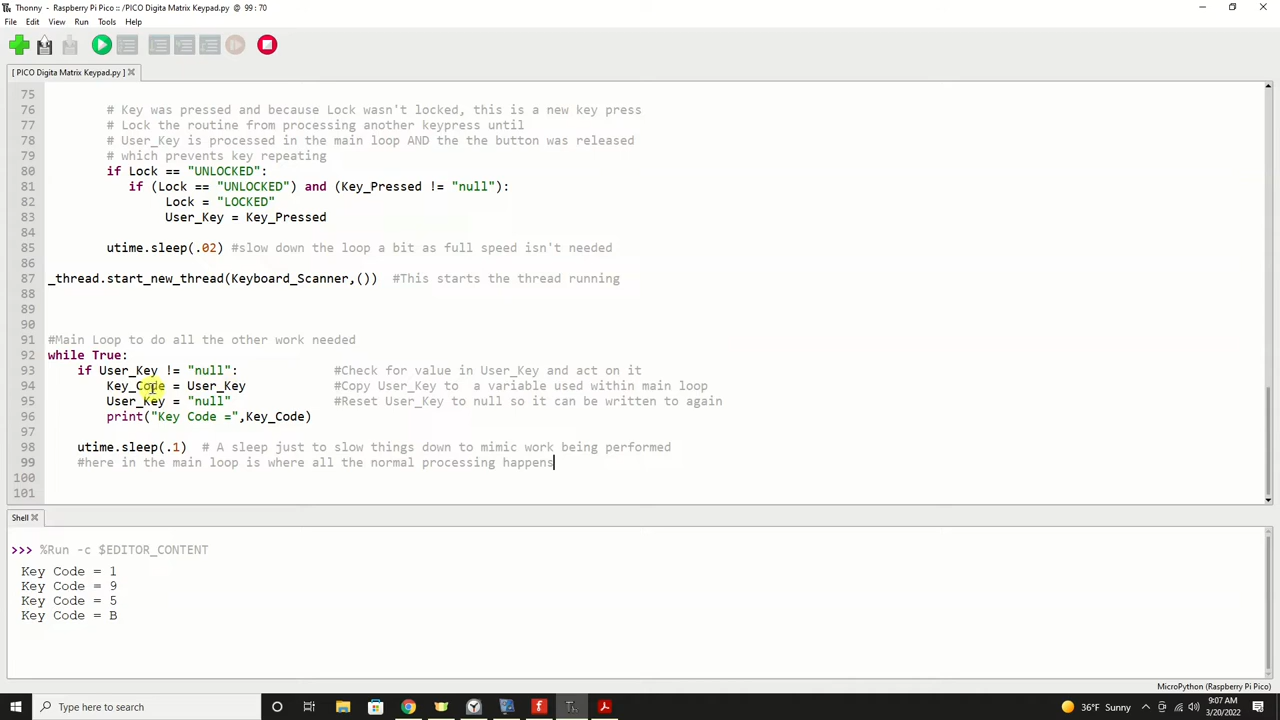 Thonny - Raspberry Pi Pico :: /PICO Digita Matrix Keypad.py @ 99 : 70
File Edit View Run Tools Help
[ PICO Digita Matrix Keypad.py ]
75
76 # Key was pressed and because Lock wasn't locked, this is a new key press
77 # Lock the routine from processing another keypress until
78 # User_Key is processed in the main loop AND the the button was released
79 # which prevents key repeating
80 if Lock == "UNLOCKED":
81 if (Lock == "UNLOCKED") and (Key_Pressed != "null"):
82 Lock = "LOCKED"
83 User_Key = Key_Pressed
84
85 utime.sleep(.02) #slow down the loop a bit as full speed isn't needed
86
87 _thread.start_new_thread(Keyboard_Scanner,()) #This starts the thread running
88
89
90
91 #Main Loop to do all the other work needed
92 while True:
93 if User_Key != "null": #Check for value in User_Key and act on it
94 Key_Code = User_Key #Copy User_Key to  a variable used within main loop
95 User_Key = "null" #Reset User_Key to null so it can be written to again
96 print("Key Code =",Key_Code)
97
98 utime.sleep(.1) # A sleep just to slow things down to mimic work being performed
99 #here in the main loop is where all the normal processing happens
100
101
Shell
>>> %Run -c $EDITOR_CONTENT
Key Code = 1
Key Code = 9
Key Code = 5
Key Code = B
MicroPython (Raspberry Pi Pico)
Type here to search
36°F Sunny
9:07 AM
3/20/2022